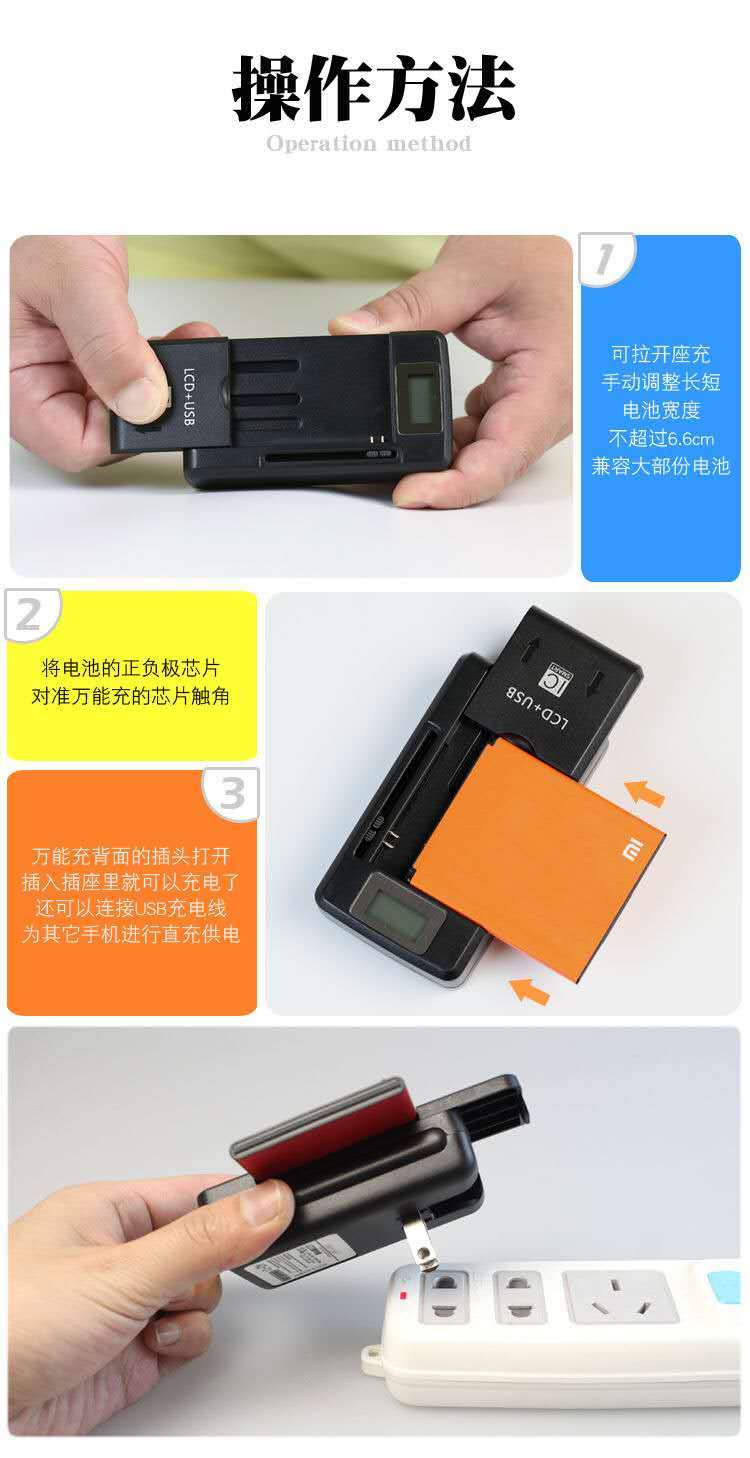 操作方法
Operation method
1
可拉开座充
手动调整长短
电池宽度
不超过6.6cm
兼容大部份电池
LCD+USB
2
将电池的正负极芯片
对准万能充的芯片触角
3
万能充背面的插头打开
插入插座里就可以充电了
还可以连接USB充电线
为其它手机进行直充供电
IC
SMART
LCD+USB